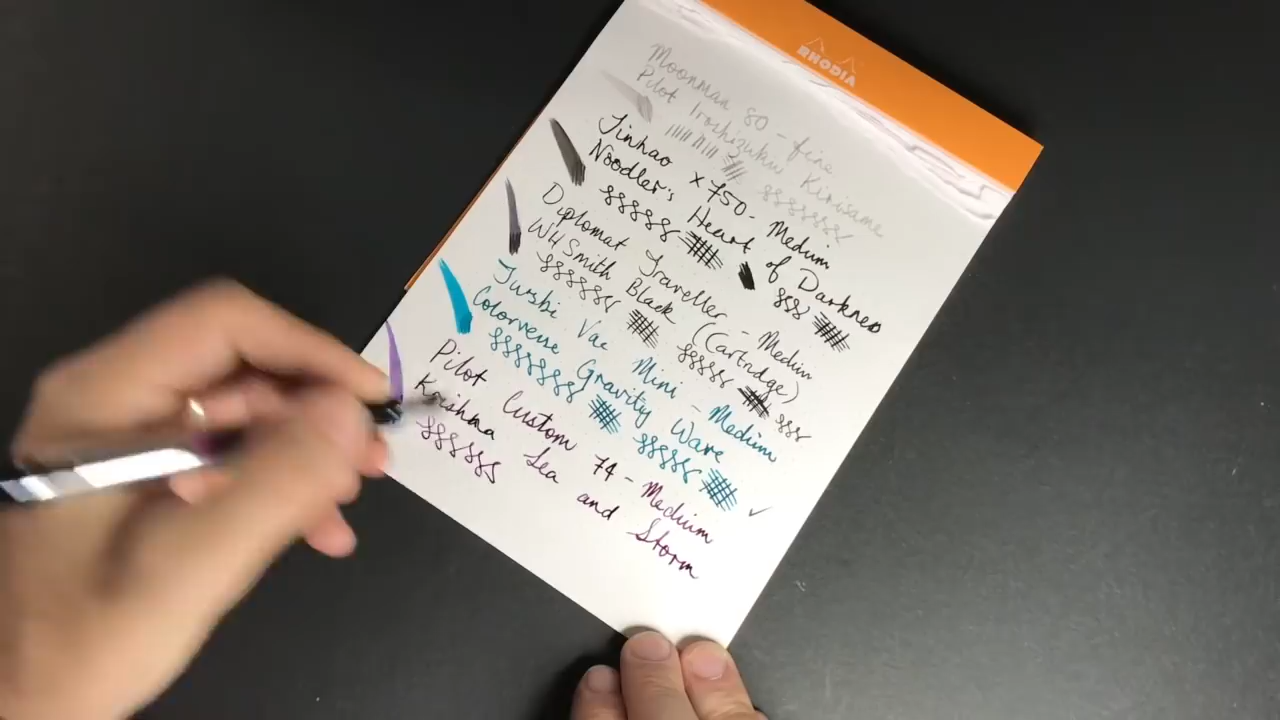 RHODIA
Moonman 80 - fine
Pilot Iroshizuku Kirisame
Jinhao x750 - Medium
Noodler's Heart of Darkness
Diplomat Traveller - Medium
WHSmith Black (Cartridge)
Twsbi Vac Mini - Medium
Colorverse Gravity Wave
Pilot Custom 74 - Medium
Krishna Sea and Storm